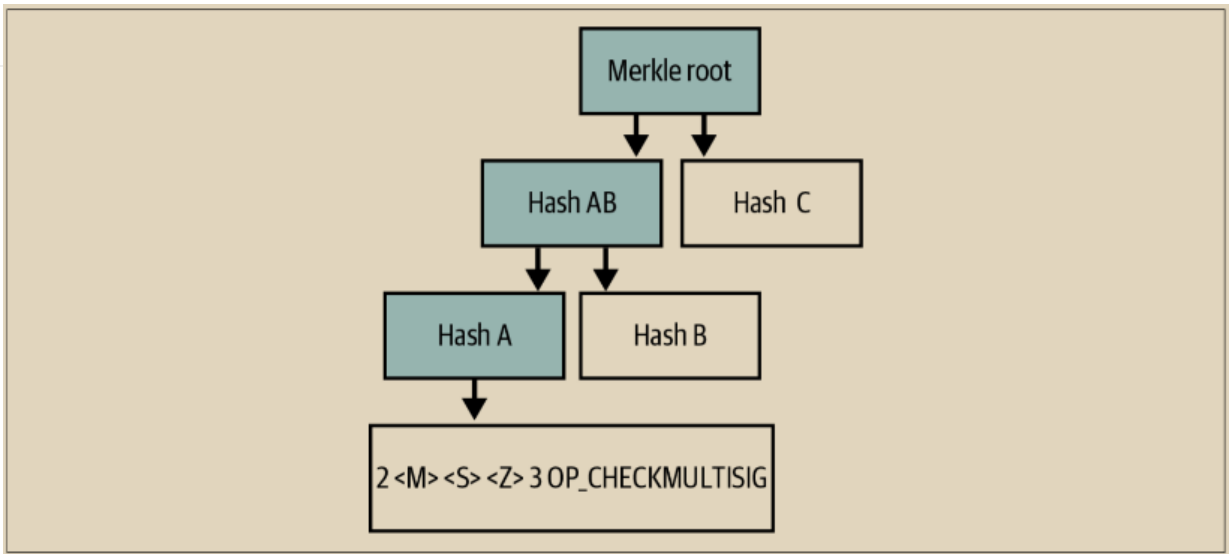 Merkle root
Hash AB
Hash C
Hash A
Hash B
2 <M> <S> <Z> 3 OP_CHECKMULTISIG